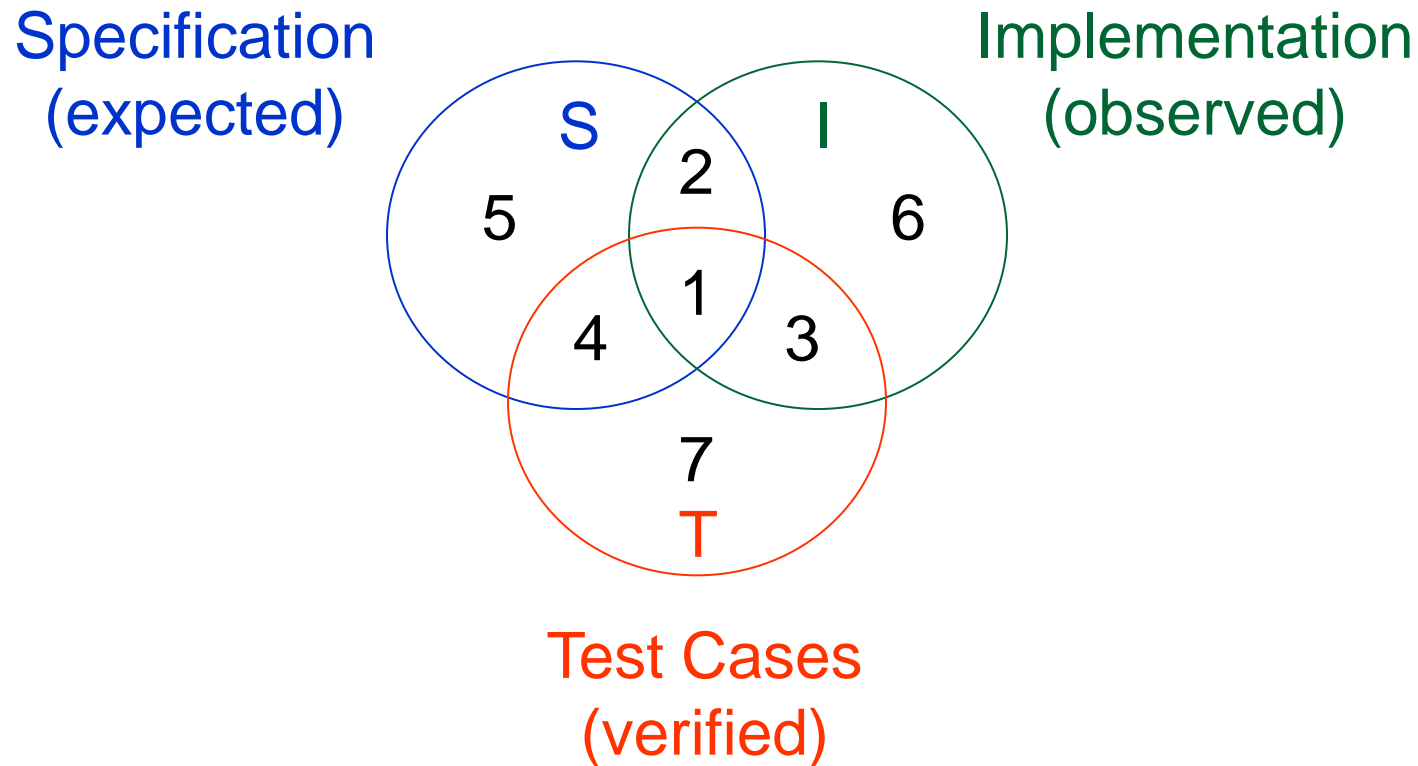 Specification
(expected)
Implementation
(observed)
S
I
2
5
6
1
4
3
7
T
Test Cases
(verified)